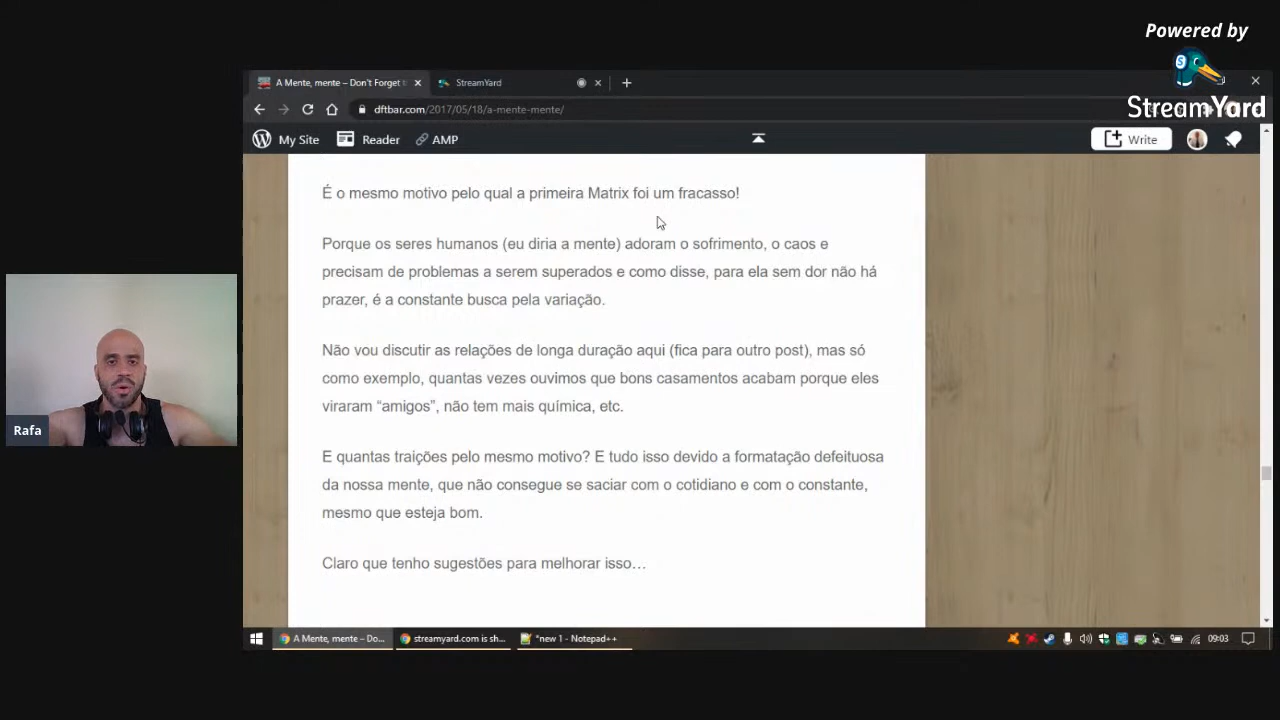 Powered by
StreamYard
A Mente, mente – Don't Forget
StreamYard
dftbar.com/2017/05/18/a-mente-mente/
My Site
Reader
AMP
Write
É o mesmo motivo pelo qual a primeira Matrix foi um fracasso!
Porque os seres humanos (eu diria a mente) adoram o sofrimento, o caos e
precisam de problemas a serem superados e como disse, para ela sem dor não há
prazer, é a constante busca pela variação.
Não vou discutir as relações de longa duração aqui (fica para outro post), mas só
como exemplo, quantas vezes ouvimos que bons casamentos acabam porque eles
viraram “amigos”, não tem mais química, etc.
E quantas traições pelo mesmo motivo? E tudo isso devido a formatação defeituosa
da nossa mente, que não consegue se saciar com o cotidiano e com o constante,
mesmo que esteja bom.
Claro que tenho sugestões para melhorar isso…
Rafa
A Mente, mente – Do...
streamyard.com is sh...
*new 1 - Notepad++
09:03